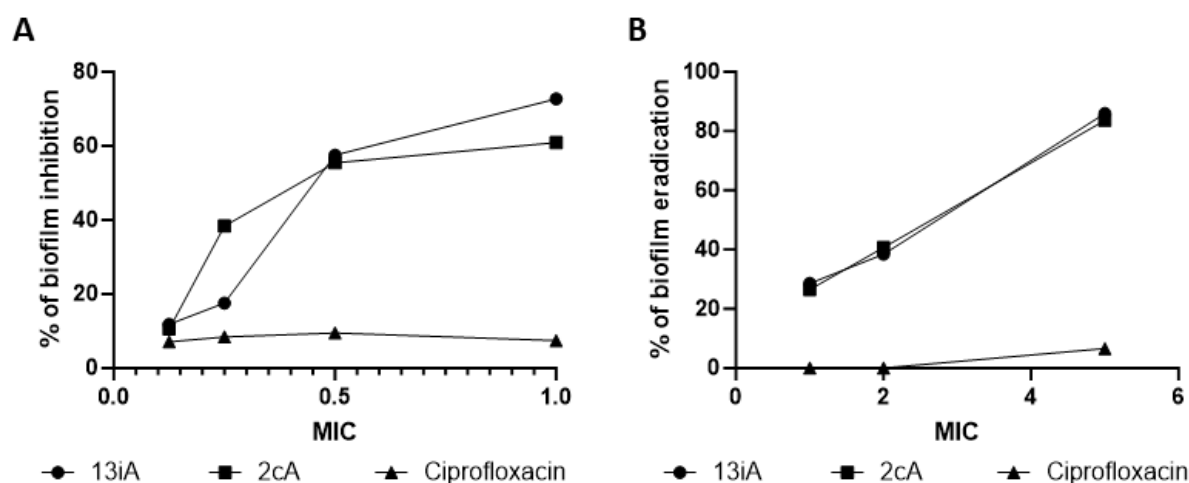 A
% of biofilm inhibition
80
60
40
20
0
0.0
0.5
1.0
MIC
13iA
2cA
Ciprofloxacin
B
% of biofilm eradication
100
80
60
40
20
0
0
2
4
6
MIC
13iA
2cA
Ciprofloxacin